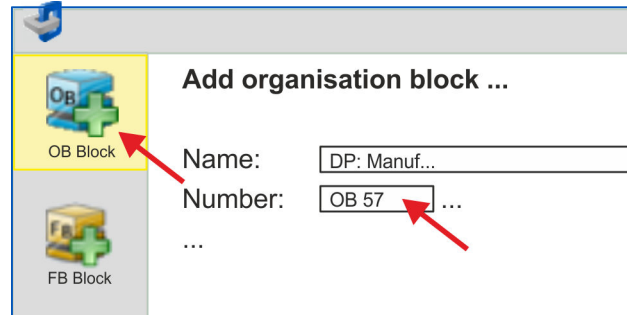 Add organisation block ...
OB
OB Block
Name: DP: Manuf...
Number: OB 57 ...
...
FB
FB Block